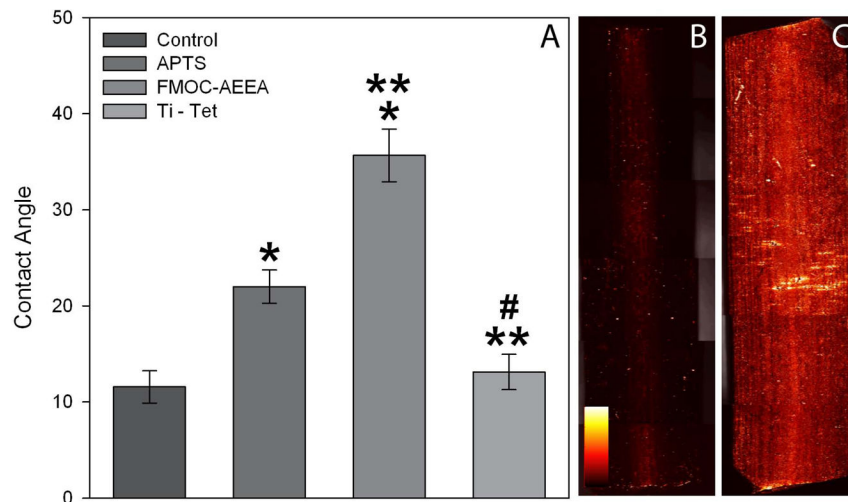 50
40
30
20
10
0
Contact Angle
Control
APTS
FMOC-AEEA
Ti - Tet
A
*
**
*
#
**
B
C